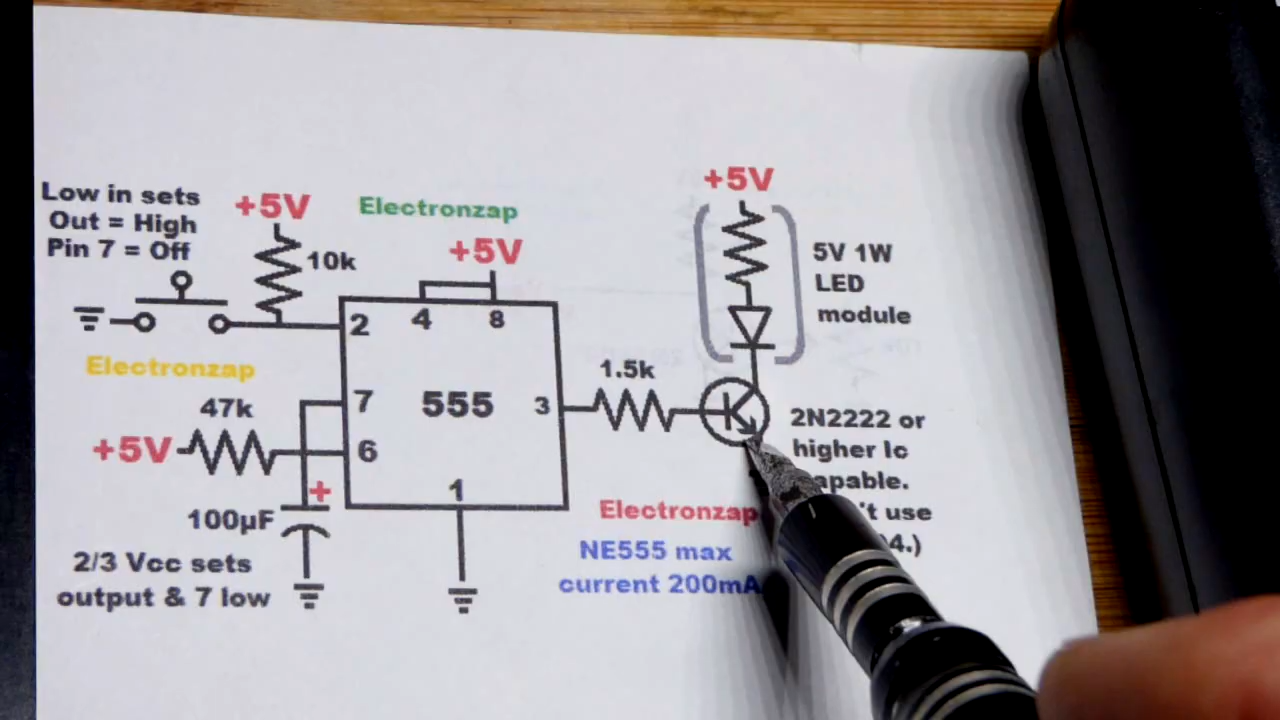 Low in sets
Out = High
Pin 7 = Off
+5V
10k
Electronzap
+5V
+5V
5V 1W
LED
module
2
4
8
Electronzap
47k
+5V
7
6
555
3
1
1.5k
2N2222 or
higher Ic
use
+
100µF
2/3 Vcc sets
output & 7 low
Electronzap
NE555 max
current 200mA